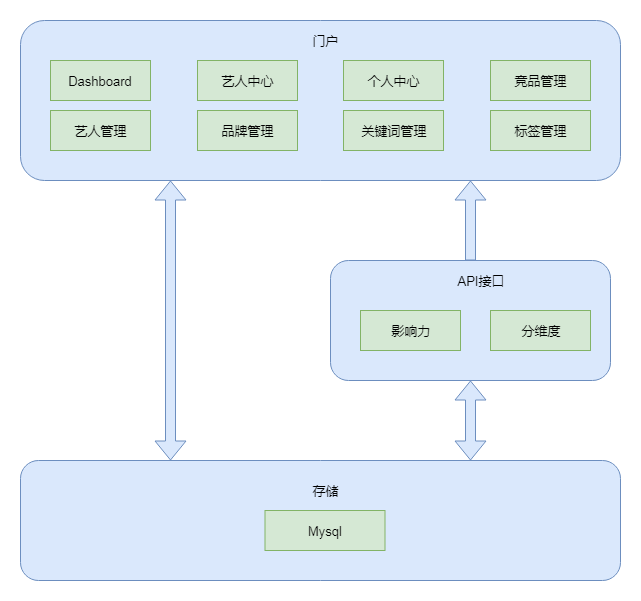 门户
Dashboard
艺人中心
个人中心
竞品管理
艺人管理
品牌管理
关键词管理
标签管理
API接口
影响力
分维度
存储
Mysql